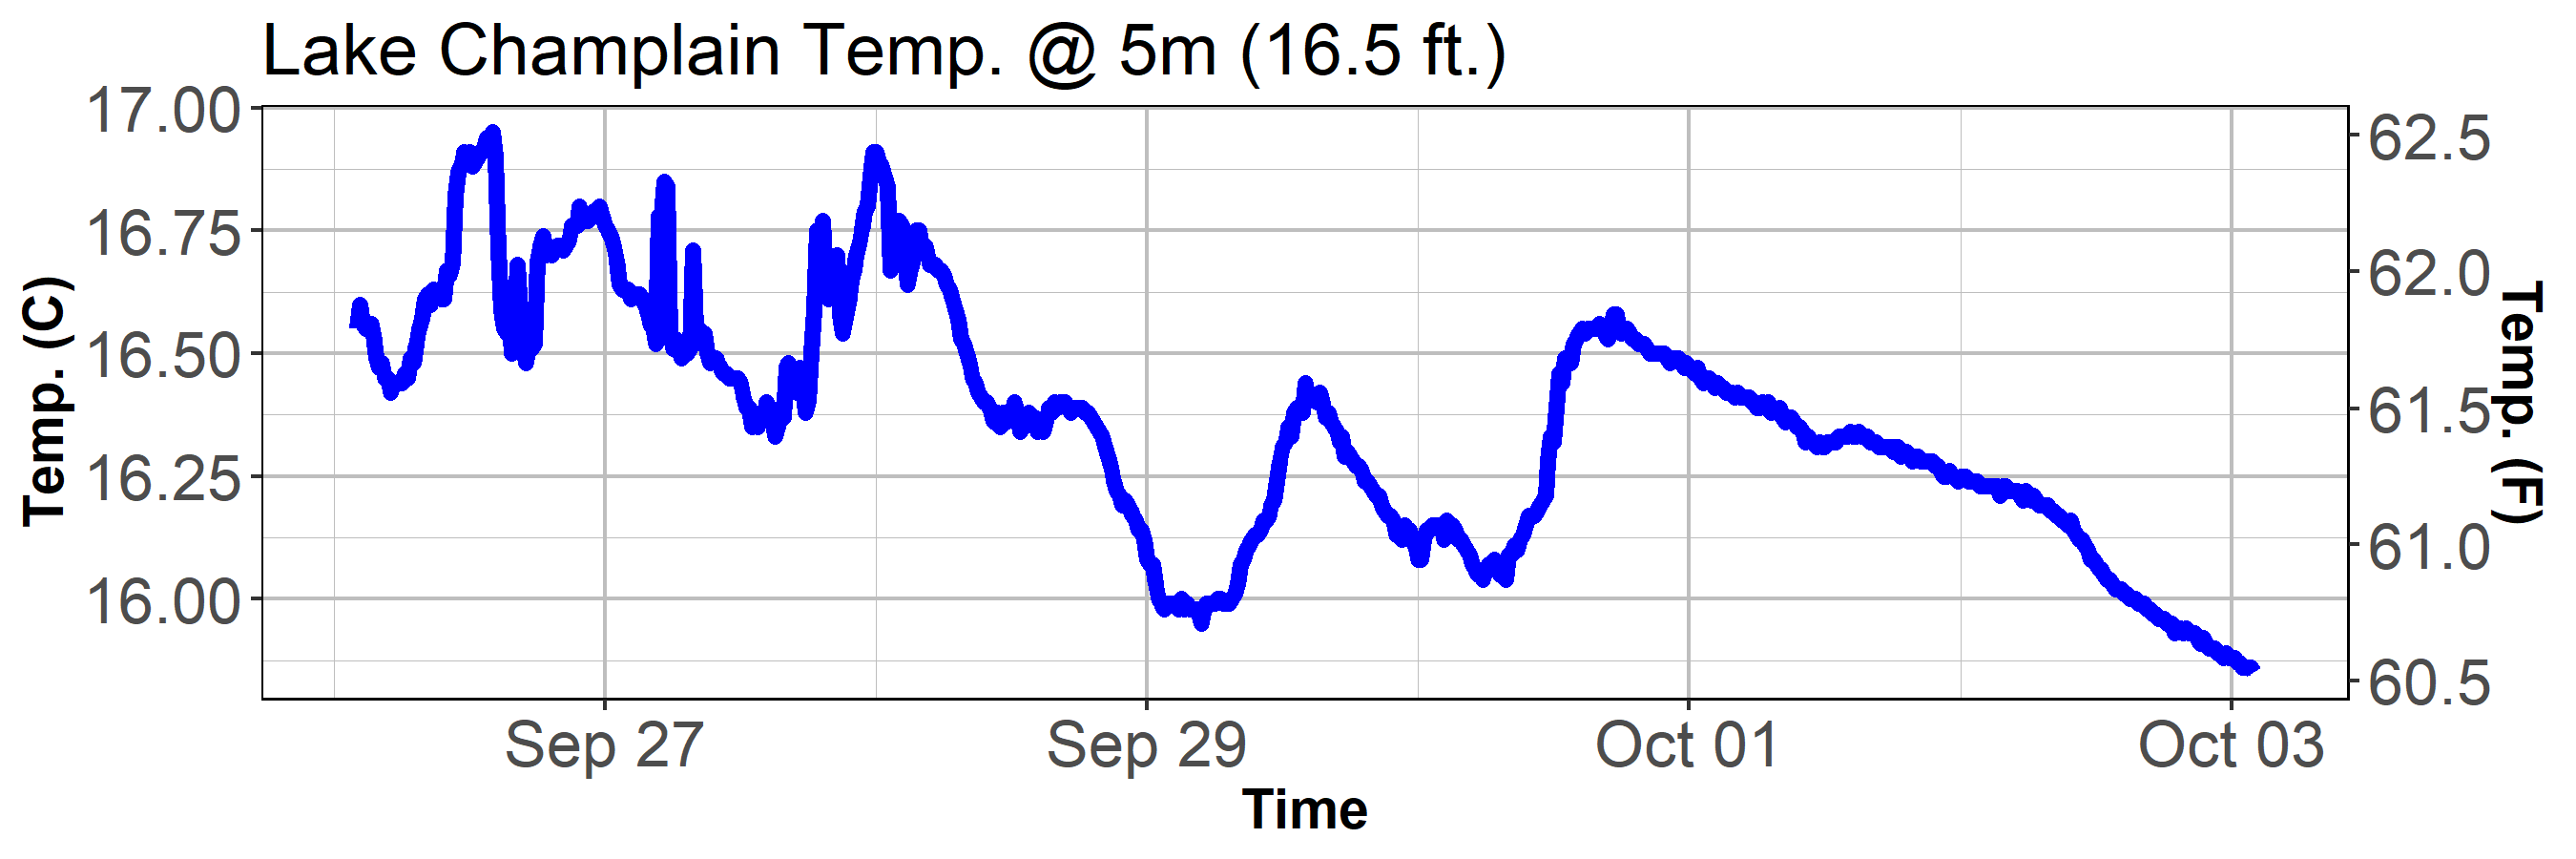 Lake Champlain Temp. @ 5m (16.5 ft.)
17.00
16.75
16.50
16.25
16.00
Temp. (C)
62.5
62.0
61.5
61.0
60.5
Temp. (F)
Sep 27
Sep 29
Oct 01
Oct 03
Time